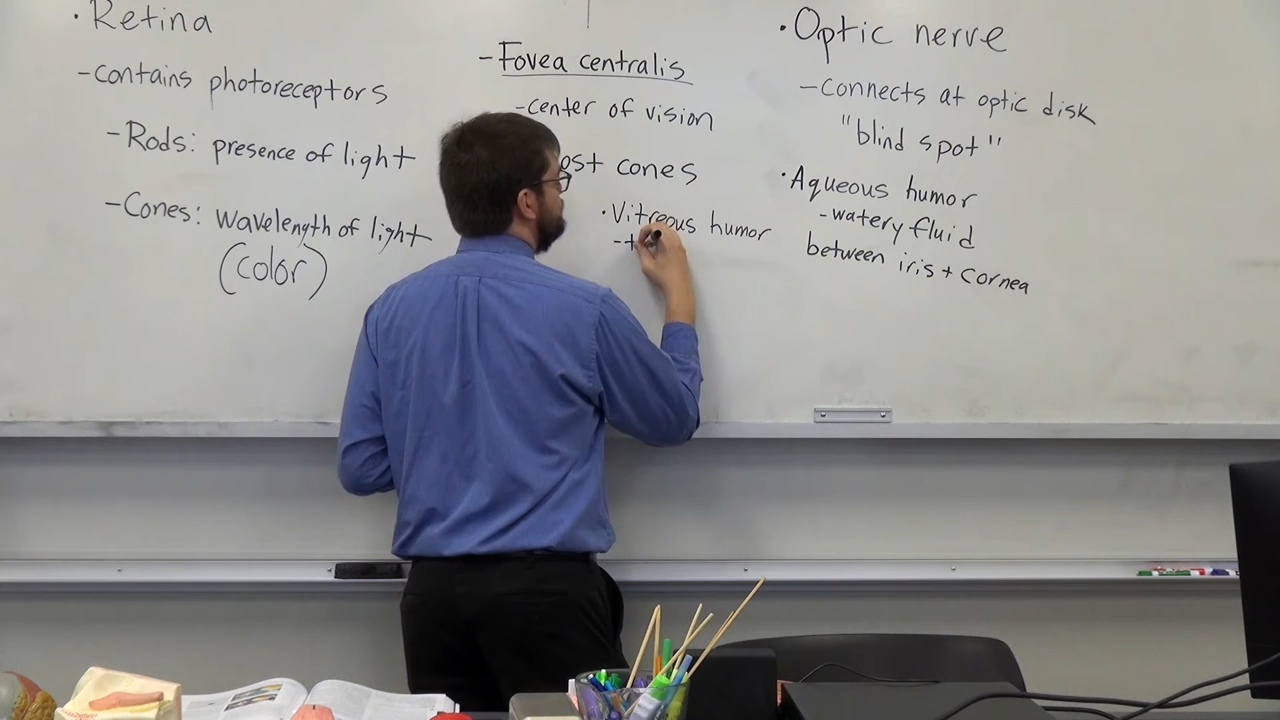 · Retina
- contains photoreceptors
- Rods: presence of light
- Cones: wavelength of light
(color)
- Fovea centralis
- center of vision
cones
· Vitreous humor
· Optic nerve
- connects at optic disk
"blind spot"
· Aqueous humor
- watery fluid
between iris + cornea